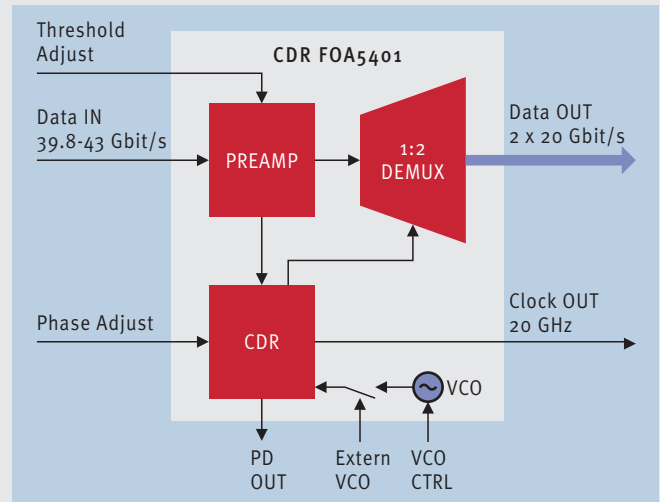 Threshold
Adjust
CDR FOA5401
Data IN
39.8-43 Gbit/s
PREAMP
1:2
DEMUX
Data OUT
2 x 20 Gbit/s
Phase Adjust
CDR
Clock OUT
20 GHz
VCO
PD
OUT
Extern
VCO
VCO
CTRL